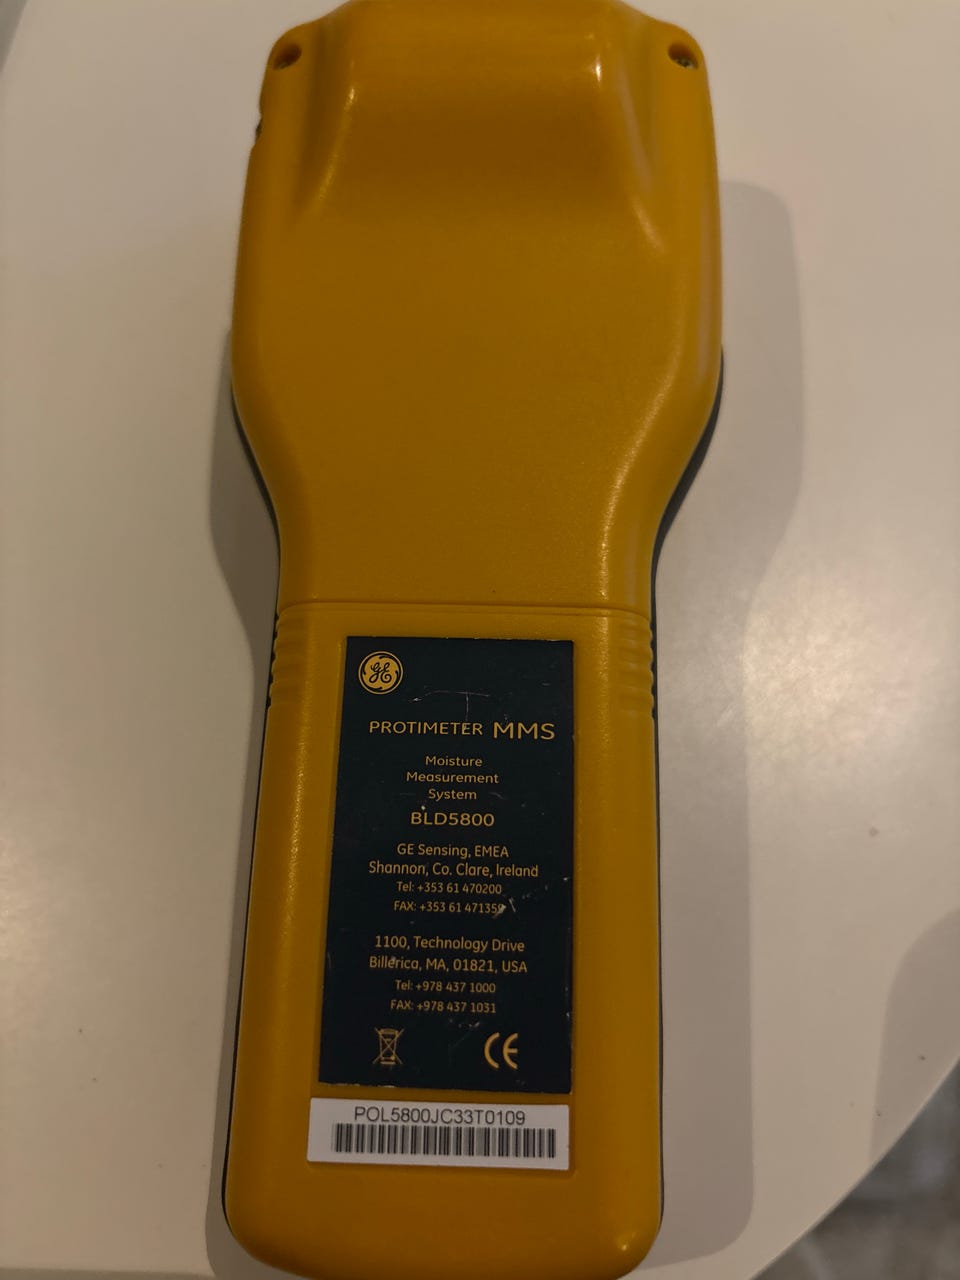 GE
PROTIMETER MMS
Moisture
Measurement
System
BLD5800
GE Sensing, EMEA
Shannon, Co. Clare, Ireland
Tel: +353 61 470200
FAX: +353 61 471359
1100, Technology Drive
Billerica, MA, 01821, USA
Tel: +978 437 1000
FAX: +978 437 1031
CE
POL5800JC33T0109